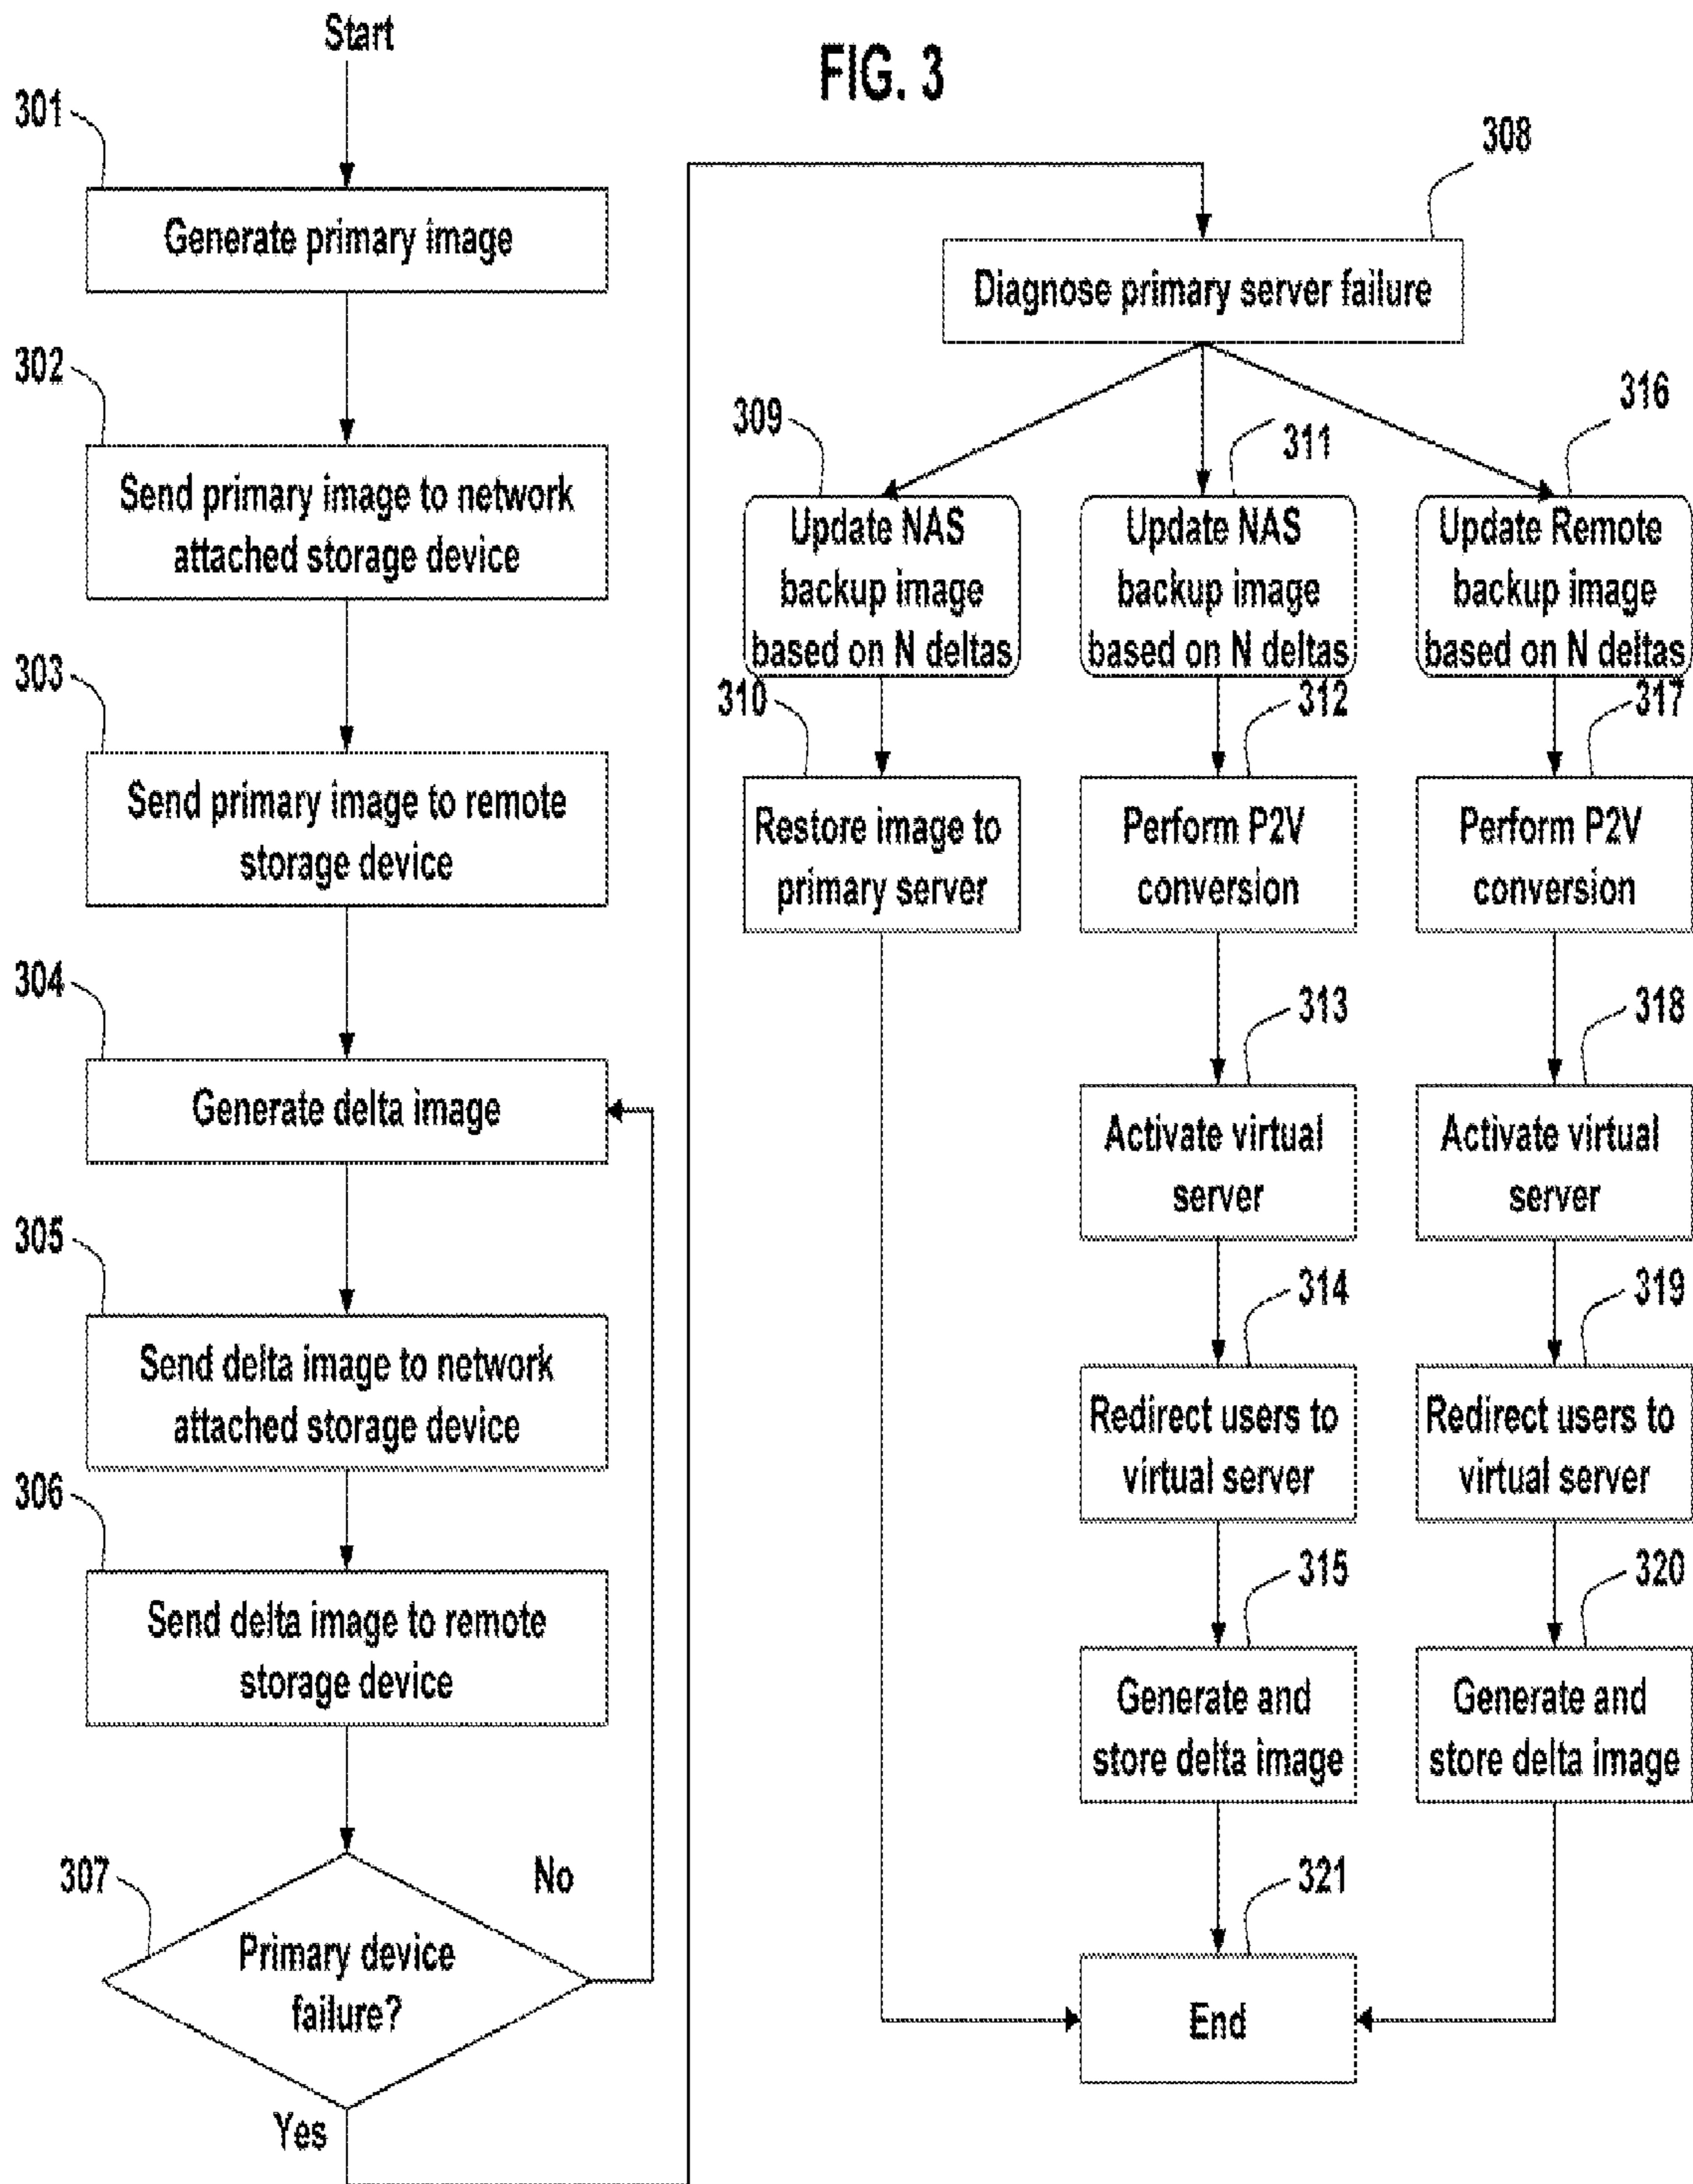 Start
FIG. 3
301
Generate primary image
302
Send primary image to network
attached storage device
303
Send primary image to remote
storage device
304
Generate delta image
305
Send delta image to network
attached storage device
306
Send delta image to remote
storage device
307
No
Primary device
failure?
Yes
308
Diagnose primary server failure
309
Update NAS
backup image
based on N deltas
310
Restore image to
primary server
311
Update NAS
backup image
based on N deltas
312
Perform P2V
conversion
313
Activate virtual
server
314
Redirect users to
virtual server
315
Generate and
store delta image
316
Update Remote
backup image
based on N deltas
317
Perform P2V
conversion
318
Activate virtual
server
319
Redirect users to
virtual server
320
Generate and
store delta image
321
End